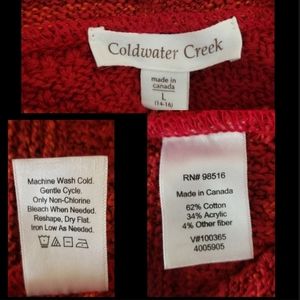 Coldwater Creek
made in
canada
L
(14-16)
Machine Wash Cold.
Gentle Cycle.
Only Non-Chlorine
Bleach When Needed.
Reshape, Dry Flat.
Iron Low As Needed.
RN# 98516
Made in Canada
62% Cotton
34% Acrylic
4% Other fiber
V#100365
4005905